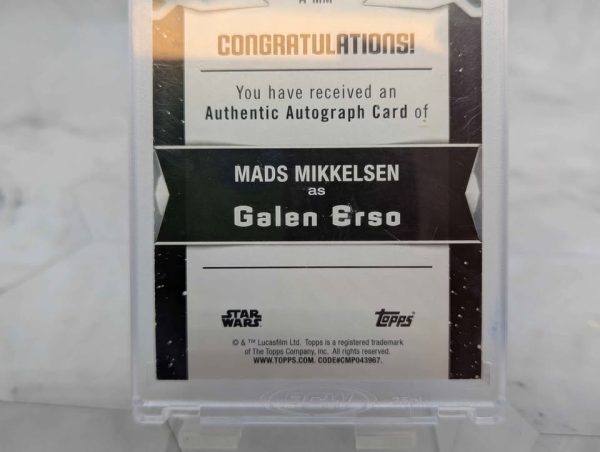 A-MM
CONGRATULATIONS!
You have received an
Authentic Autograph Card of
MADS MIKKELSEN
as
Galen Erso
STAR
WARS
topps
© & ™ Lucasfilm Ltd. Topps is a registered trademark
of The Topps Company, Inc. All rights reserved.
WWW.TOPPS.COM. CODE#CMP043967.